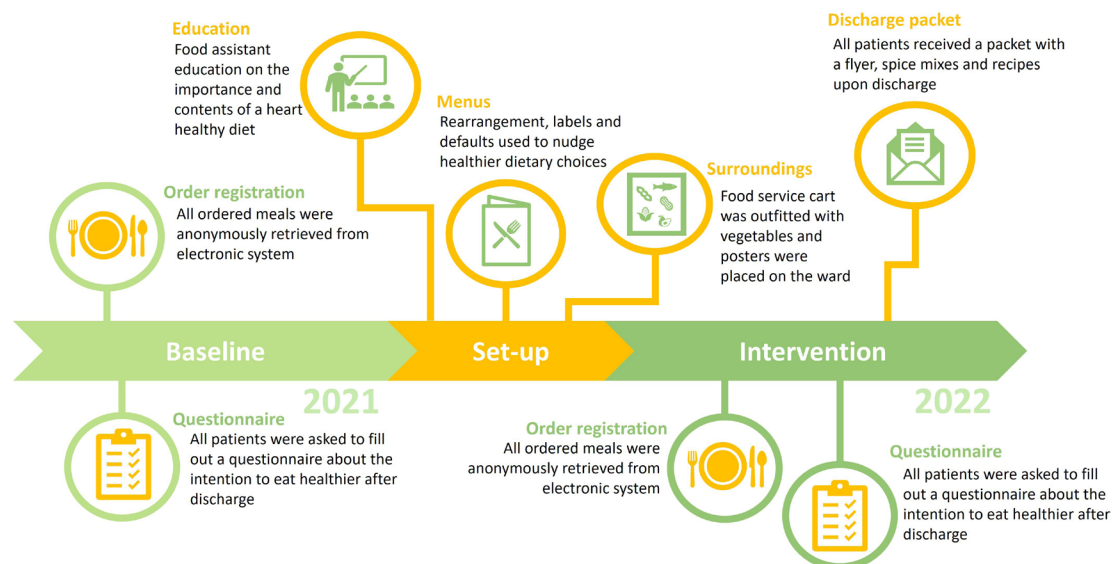 Education
Food assistant
education on the
importance and
contents of a heart
healthy diet
Menus
Rearrangement, labels and
defaults used to nudge
healthier dietary choices
Discharge packet
All patients received a packet with
a flyer, spice mixes and recipes
upon discharge
Order registration
All ordered meals were
anonymously retrieved from
electronic system
Surroundings
Food service cart
was outfitted with
vegetables and
posters were
placed on the ward
Baseline
Set-up
Intervention
2021
2022
Questionnaire
All patients were asked to fill
out a questionnaire about the
intention to eat healthier after
discharge
Order registration
All ordered meals were
anonymously retrieved from
electronic system
Questionnaire
All patients were asked to fill
out a questionnaire about the
intention to eat healthier after
discharge